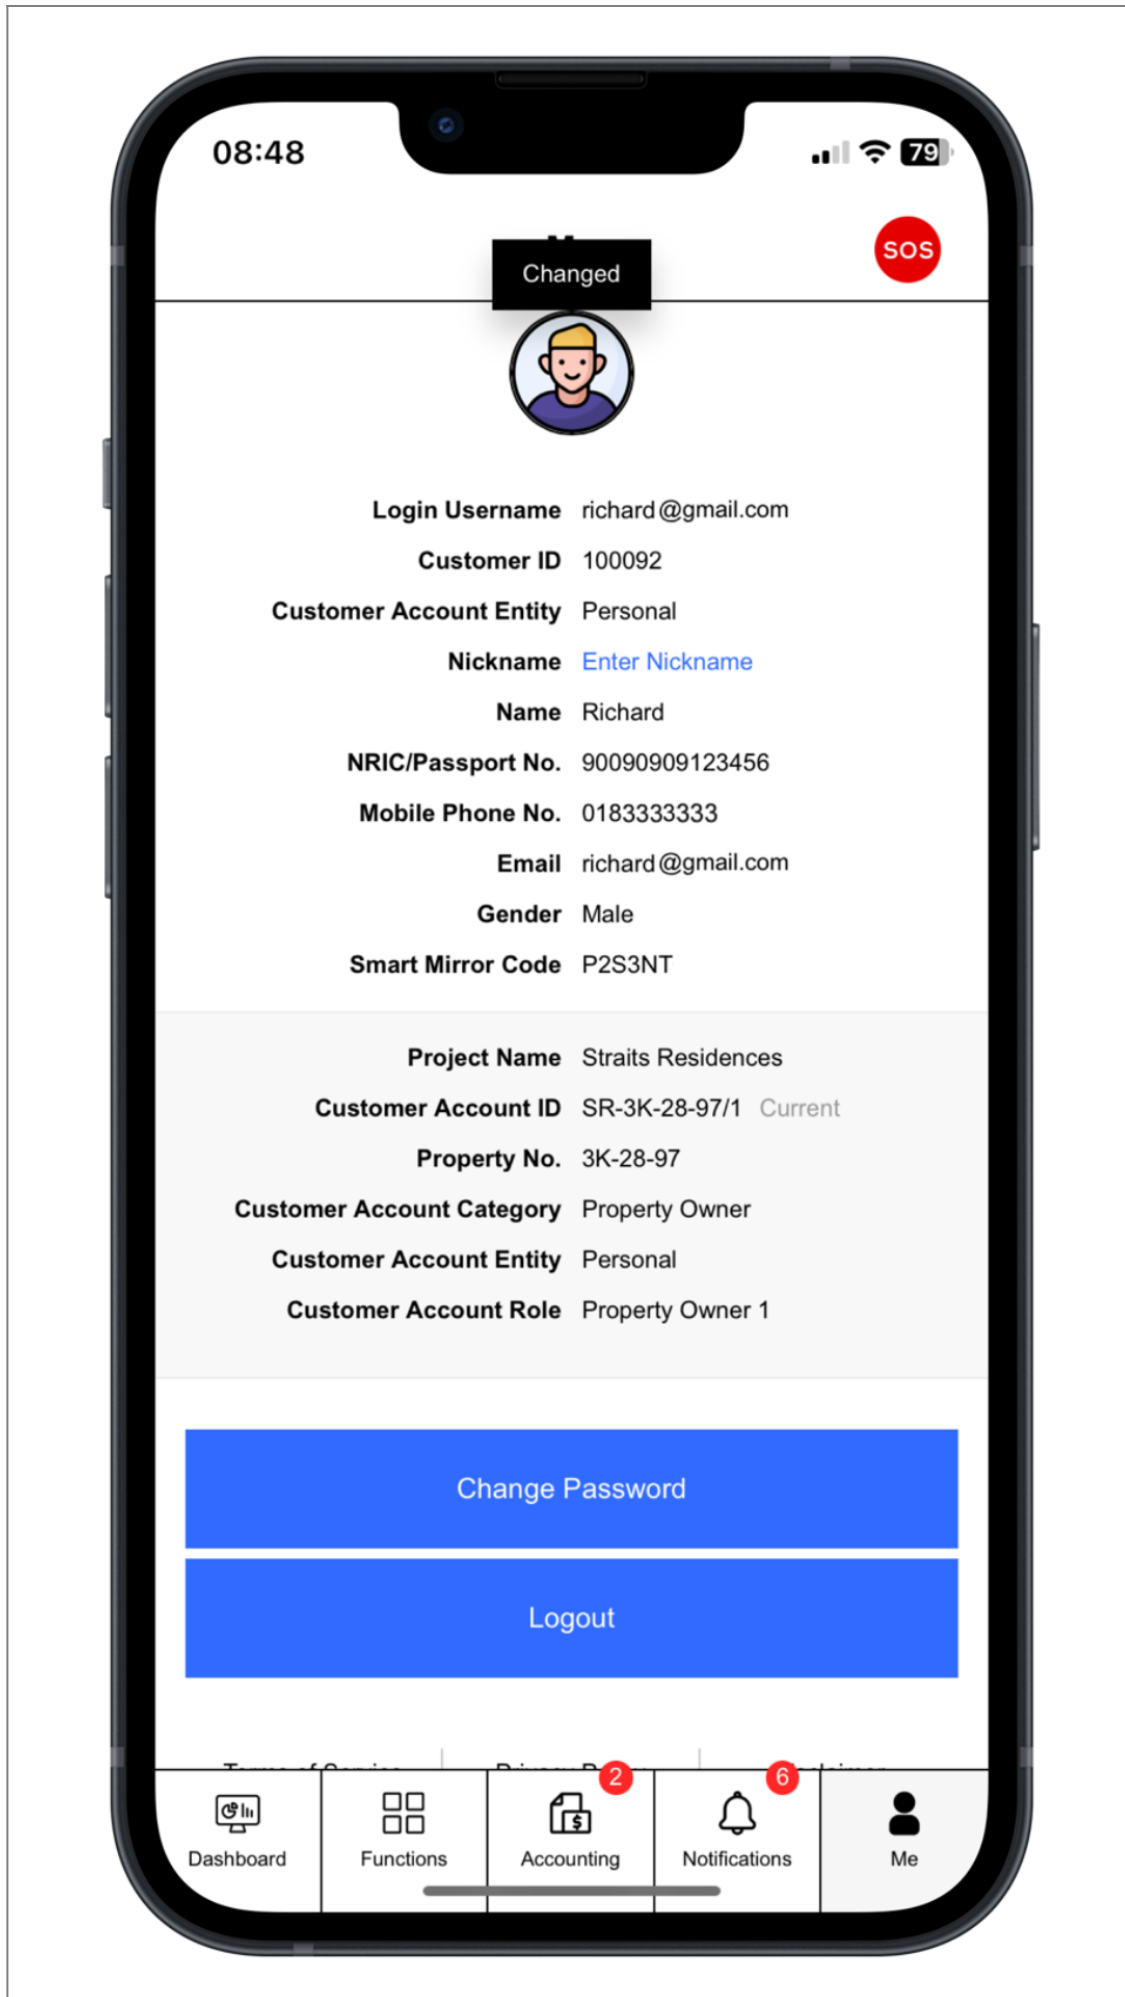 08:48
79
SOS
Changed
Login Username richard@gmail.com
Customer ID 100092
Customer Account Entity Personal
Nickname Enter Nickname
Name Richard
NRIC/Passport No. 90090909123456
Mobile Phone No. 0183333333
Email richard@gmail.com
Gender Male
Smart Mirror Code P2S3NT
Project Name Straits Residences
Customer Account ID SR-3K-28-97/1 Current
Property No. 3K-28-97
Customer Account Category Property Owner
Customer Account Entity Personal
Customer Account Role Property Owner 1
Change Password
Logout
Terms of Service
2
6
Dashboard Functions Accounting Notifications Me